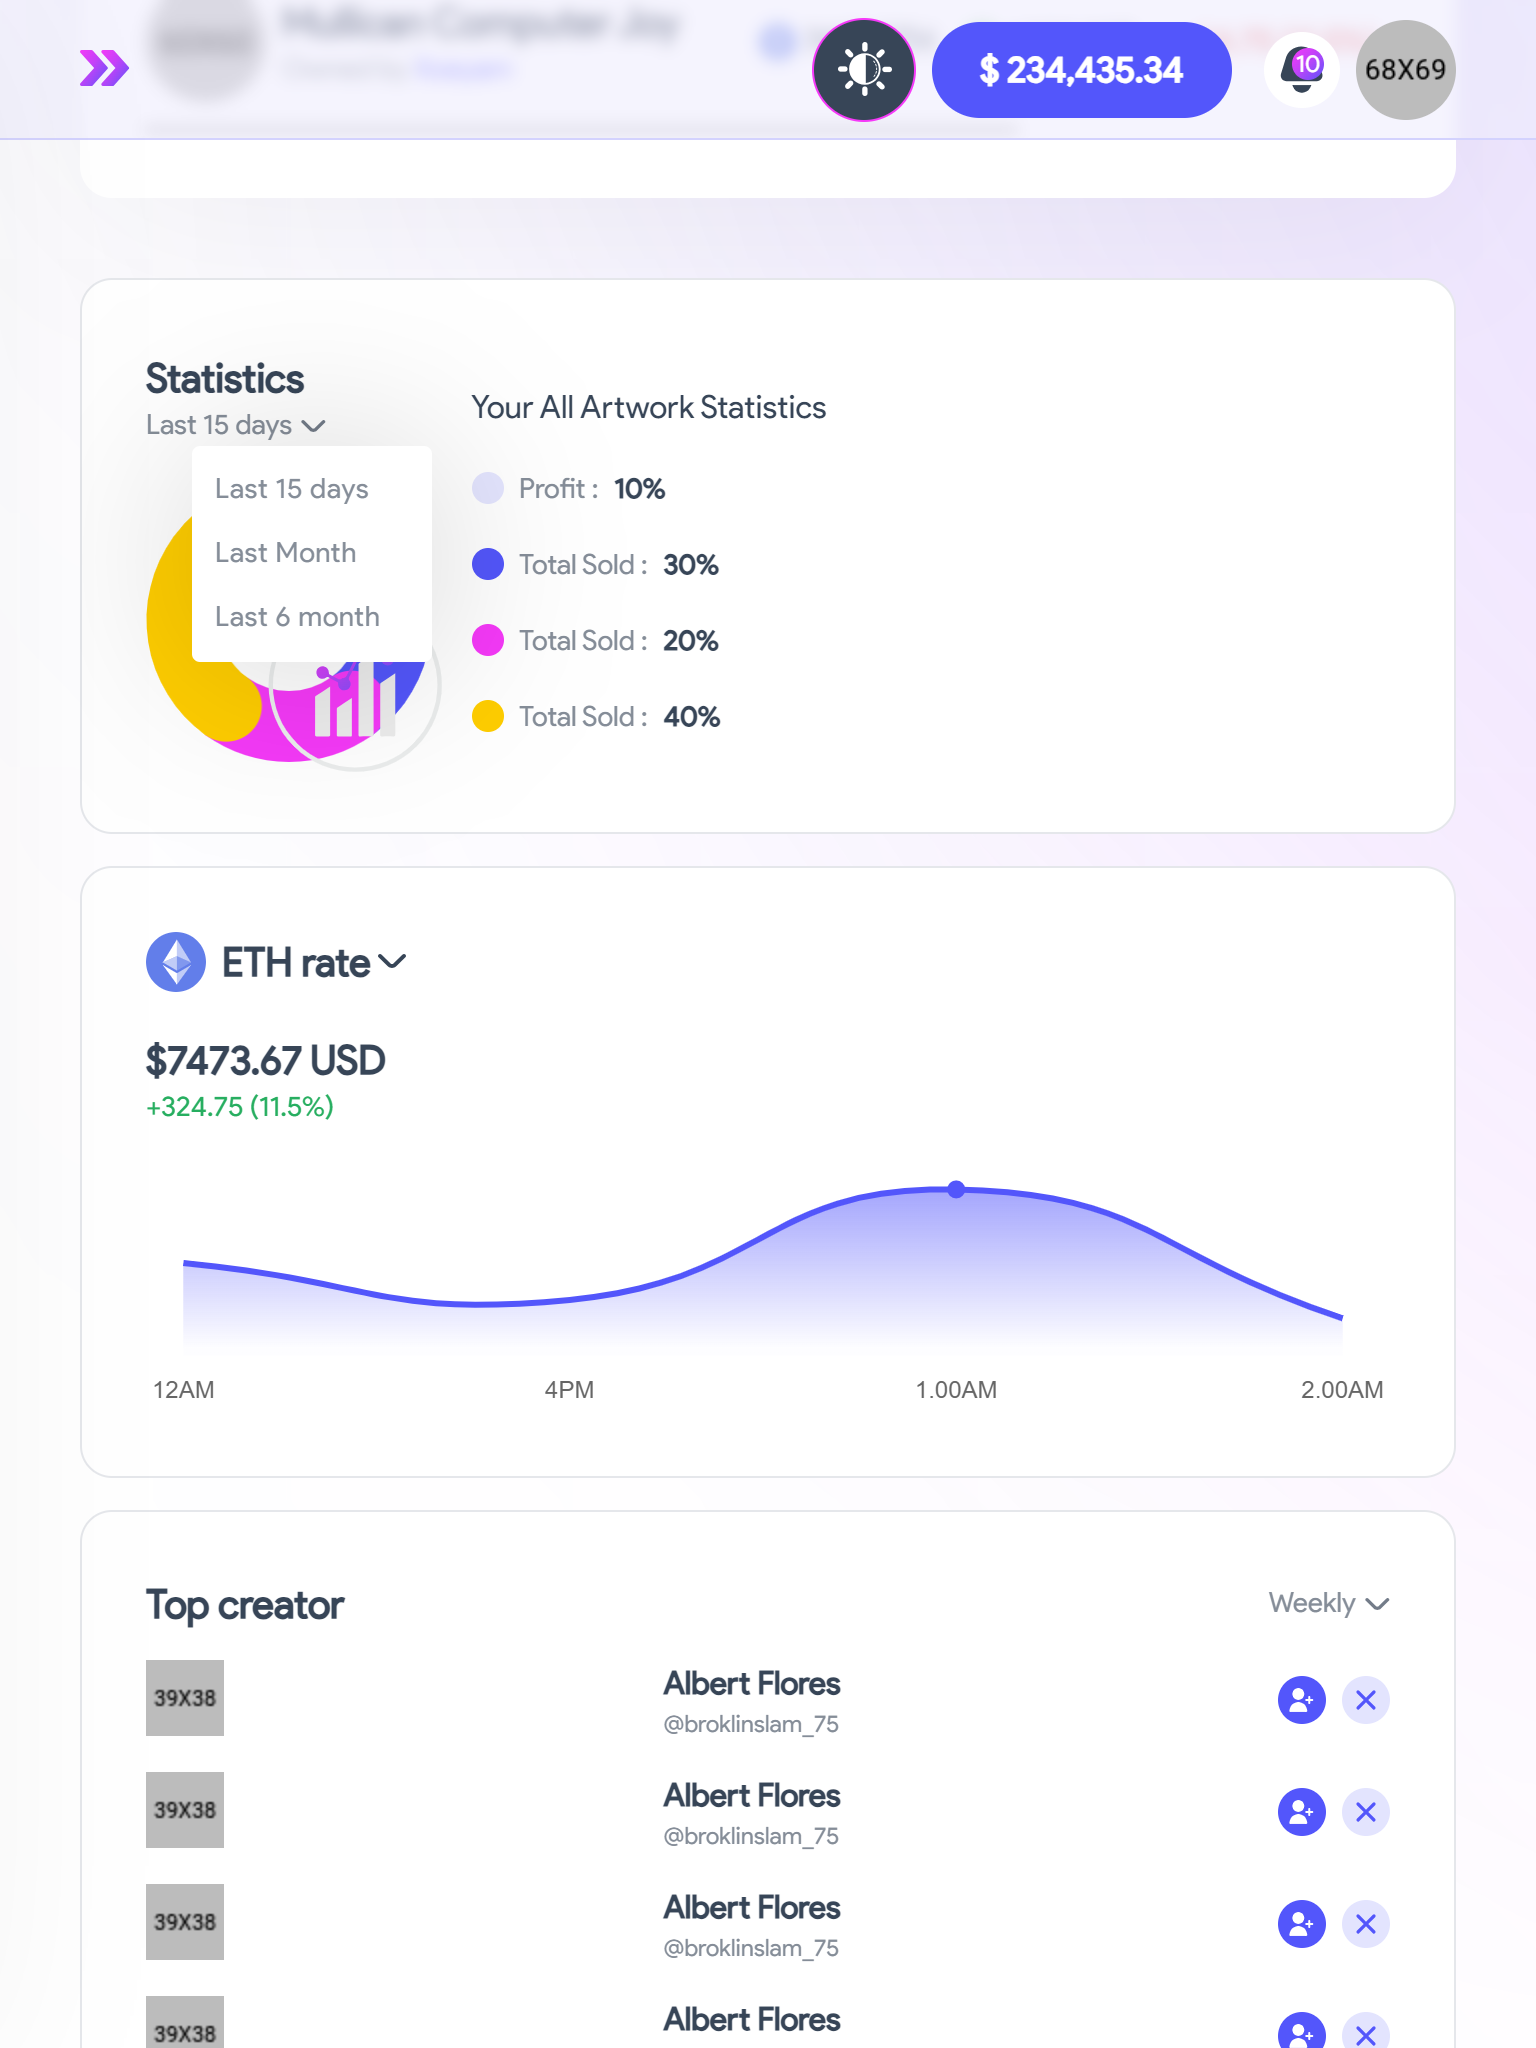 Mullican Computer Joy
$ 234,435.34
10
68X69
Statistics
Last 15 days
Last 15 days
Last Month
Last 6 month
Your All Artwork Statistics
Profit : 10%
Total Sold : 30%
Total Sold : 20%
Total Sold : 40%
ETH rate
$7473.67 USD
+324.75 (11.5%)
12AM 4PM 1.00AM 2.00AM
Top creator
Weekly
39X38
Albert Flores
@broklinslam_75
39X38
Albert Flores
@broklinslam_75
39X38
Albert Flores
@broklinslam_75
39X38
Albert Flores